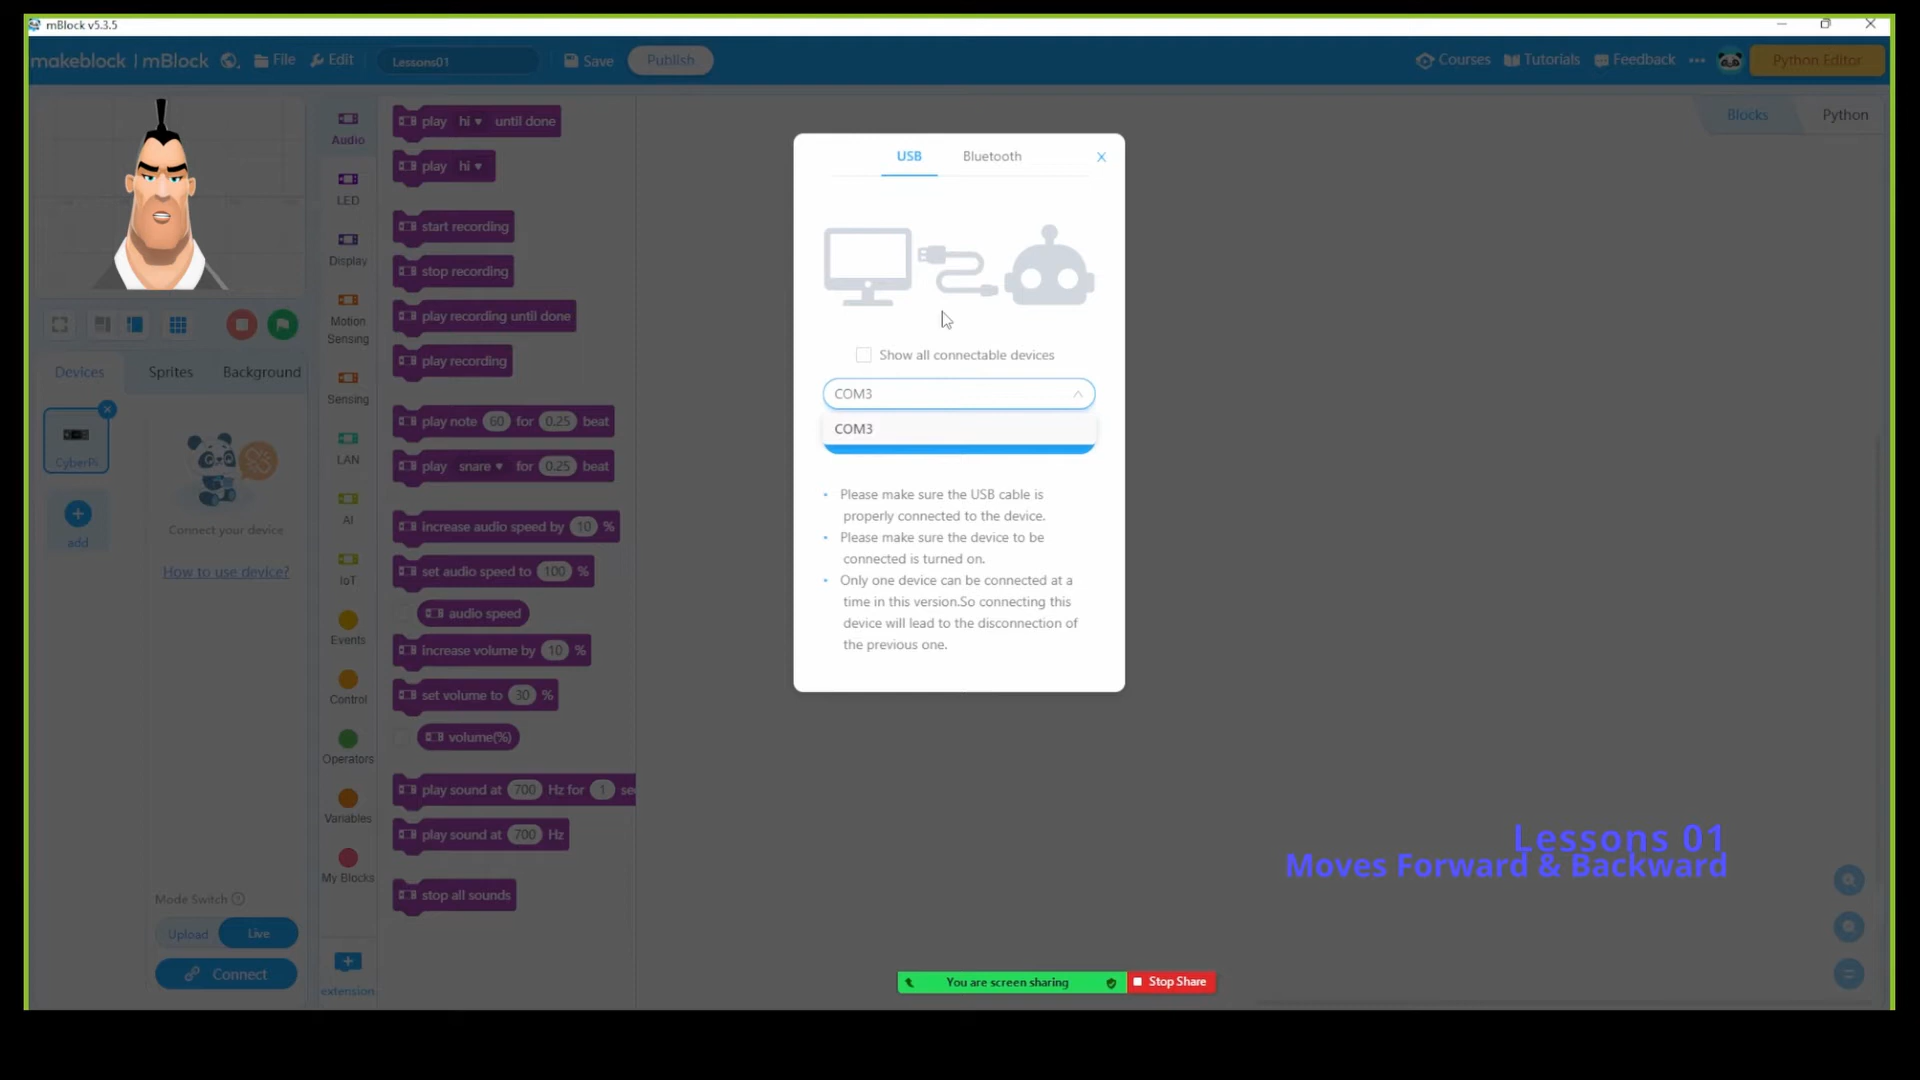 mBlock v5.3.5
makeblock | mBlock
File
Edit
Lessons01
Save
Publish
Courses
Tutorials
Feedback
Python Editor
Blocks
Python
Audio
LED
Display
Motion
Sensing
Sensing
LAN
AI
IoT
Events
Control
Operators
Variables
My Blocks
extension
play hi until done
play hi
start recording
stop recording
play recording until done
play recording
play note 60 for 0.25 beat
play snare for 0.25 beat
increase audio speed by 10 %
set audio speed to 100 %
audio speed
increase volume by 10 %
set volume to 30 %
volume(%)
play sound at 700 Hz for 1 se
play sound at 700 Hz
stop all sounds
Devices
Sprites
Background
CyberPi
add
Connect your device
How to use device?
Mode Switch
Upload
Live
Connect
USB
Bluetooth
X
Show all connectable devices
COM3
COM3
Please make sure the USB cable is
properly connected to the device.
Please make sure the device to be
connected is turned on.
Only one device can be connected at a
time in this version.So connecting this
device will lead to the disconnection of
the previous one.
Lessons 01
Moves Forward & Backward
You are screen sharing
Stop Share